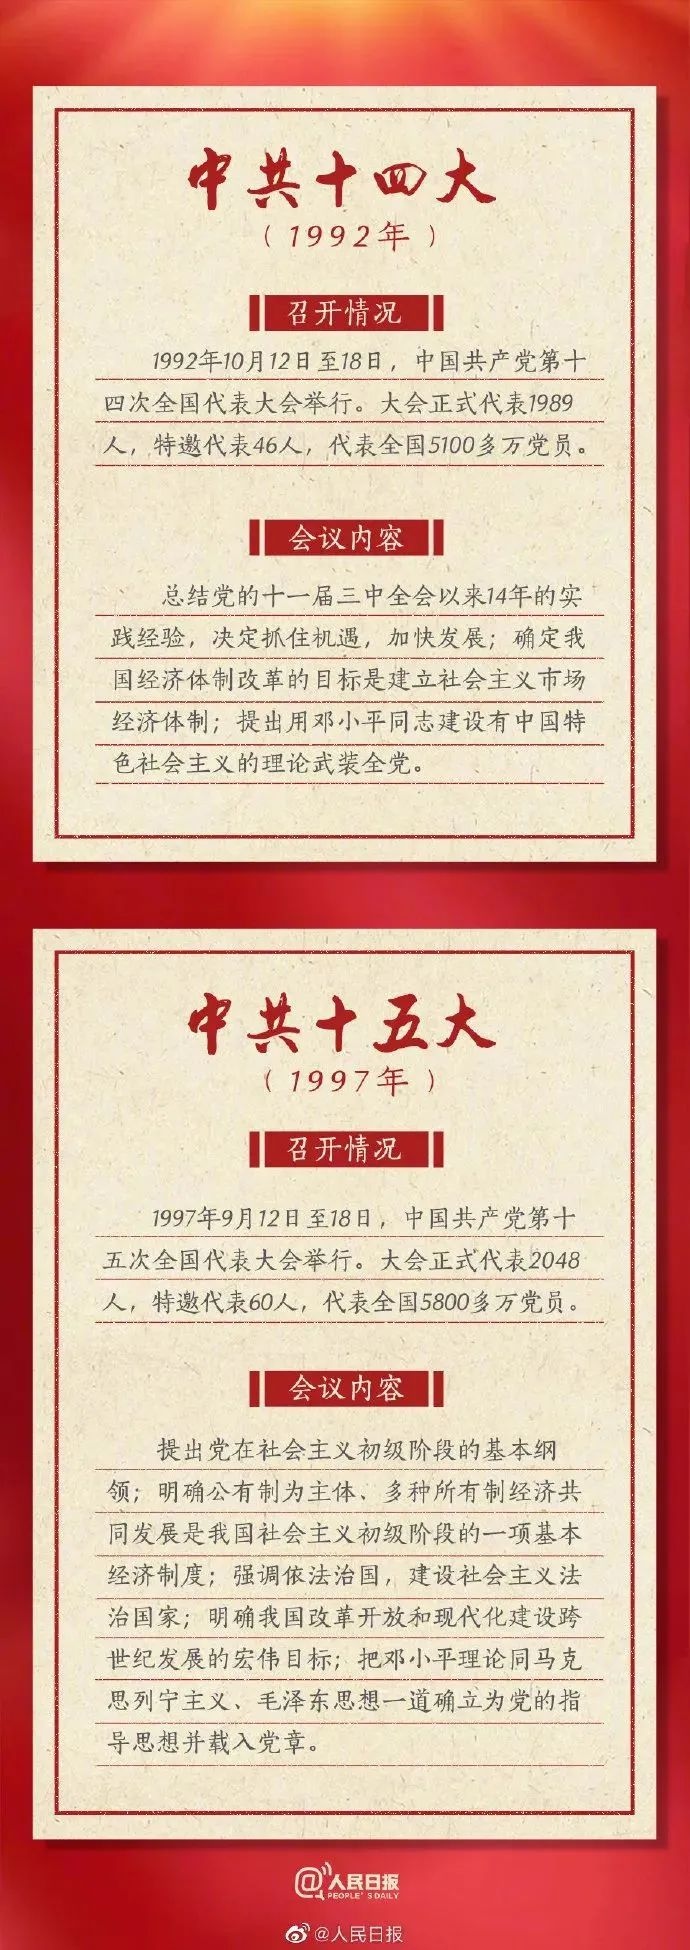 中共十四大
（1992年）
召开情况
1992年10月12日至18日，中国共产党第十
四次全国代表大会举行。大会正式代表1989
人，特邀代表46人，代表全国5100多万党员。
会议内容
总结党的十一届三中全会以来14年的实
践经验，决定抓住机遇，加快发展；确定我
国经济体制改革的目标是建立社会主义市场
经济体制；提出用邓小平同志建设有中国特
色社会主义的理论武装全党。
中共十五大
（1997年）
召开情况
1997年9月12日至18日，中国共产党第十
五次全国代表大会举行。大会正式代表2048
人，特邀代表60人，代表全国5800多万党员。
会议内容
提出党在社会主义初级阶段的基本纲
领；明确公有制为主体、多种所有制经济共
同发展是我国社会主义初级阶段的一项基本
经济制度；强调依法治国，建设社会主义法
治国家；明确我国改革开放和现代化建设跨
世纪发展的宏伟目标；把邓小平理论同马克
思列宁主义、毛泽东思想一道确立为党的指
导思想并载入党章。
@人民日报
PEOPLE'S DAILY
@人民日报